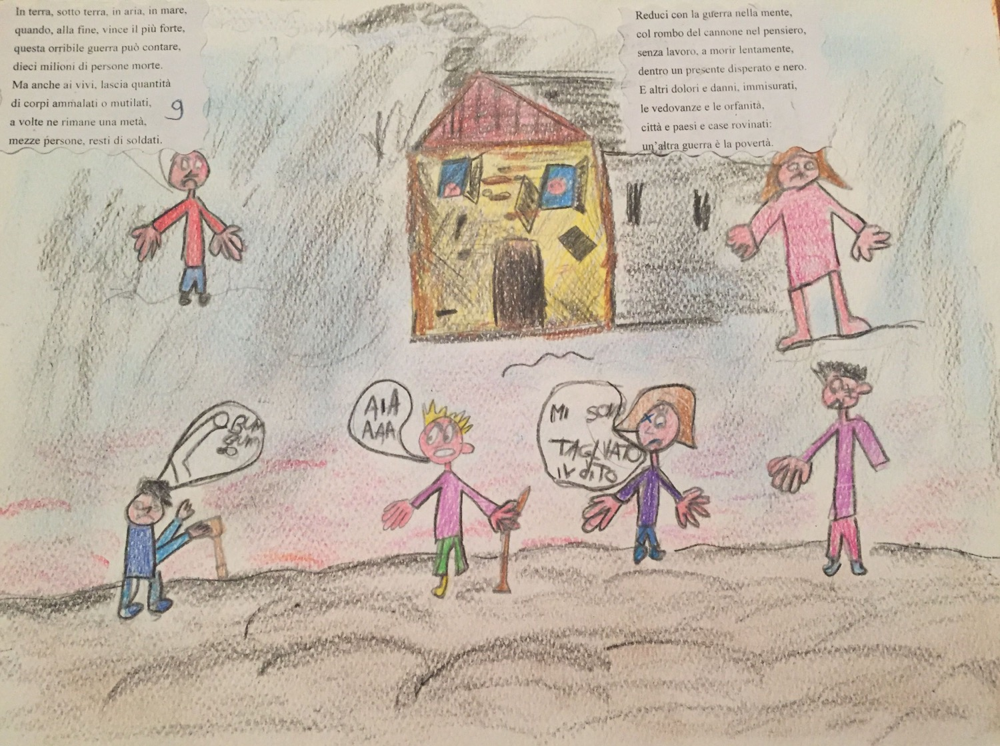 In terra, sotto terra, in aria, in mare,
quando, alla fine, vince il più forte,
questa orribile guerra può contare,
dieci milioni di persone morte.
Ma anche ai vivi, lascia quantità
di corpi ammalati o mutilati,
a volte ne rimane una metà,
mezze persone, resti di soldati.
9
Reduci con la guerra nella mente,
col rombo del cannone nel pensiero,
senza lavoro, a morir lentamente,
dentro un presente disperato e nero.
E altri dolori e danni, immisurati,
le vedovanze e le orfanità,
città e paesi e case rovinati:
un'altra guerra è la povertà.
BUM
BUM
AIA
AAA
MI SONO
TAGLIATO
IL dITO